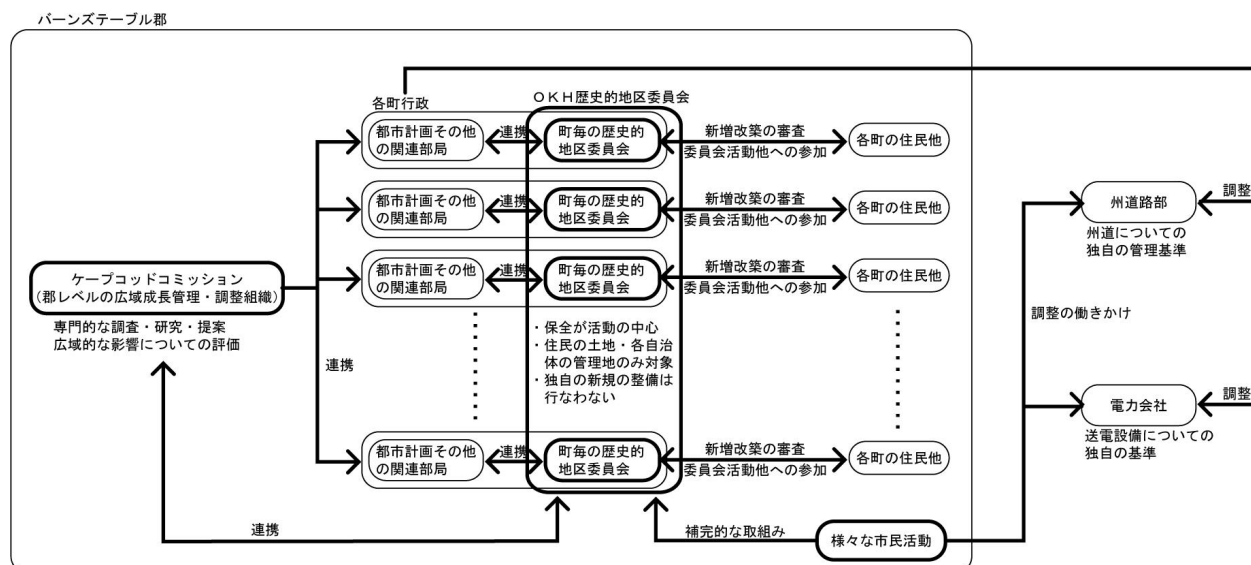 バーンズテーブル郡
各町行政
OKH歴史的地区委員会
都市計画その他
の関連部局
連携
町毎の歴史的
地区委員会
新増改築の審査
委員会活動他への参加
各町の住民他
都市計画その他
の関連部局
連携
町毎の歴史的
地区委員会
新増改築の審査
委員会活動他への参加
各町の住民他
州道路部
調整
州道についての
独自の管理基準
ケープコッドコミッション
(郡レベルの広域成長管理・調整組織)
専門的な調査・研究・提案
広域的な影響についての評価
都市計画その他
の関連部局
連携
町毎の歴史的
地区委員会
新増改築の審査
委員会活動他への参加
各町の住民他
調整の働きかけ
連携
・保全が活動の中心
・住民の土地・各自治
体の管理地のみ対象
・独自の新規の整備は
行なわない
電力会社
調整
送電設備についての
独自の基準
都市計画その他
の関連部局
連携
町毎の歴史的
地区委員会
新増改築の審査
委員会活動他への参加
各町の住民他
連携
補完的な取組み
様々な市民活動